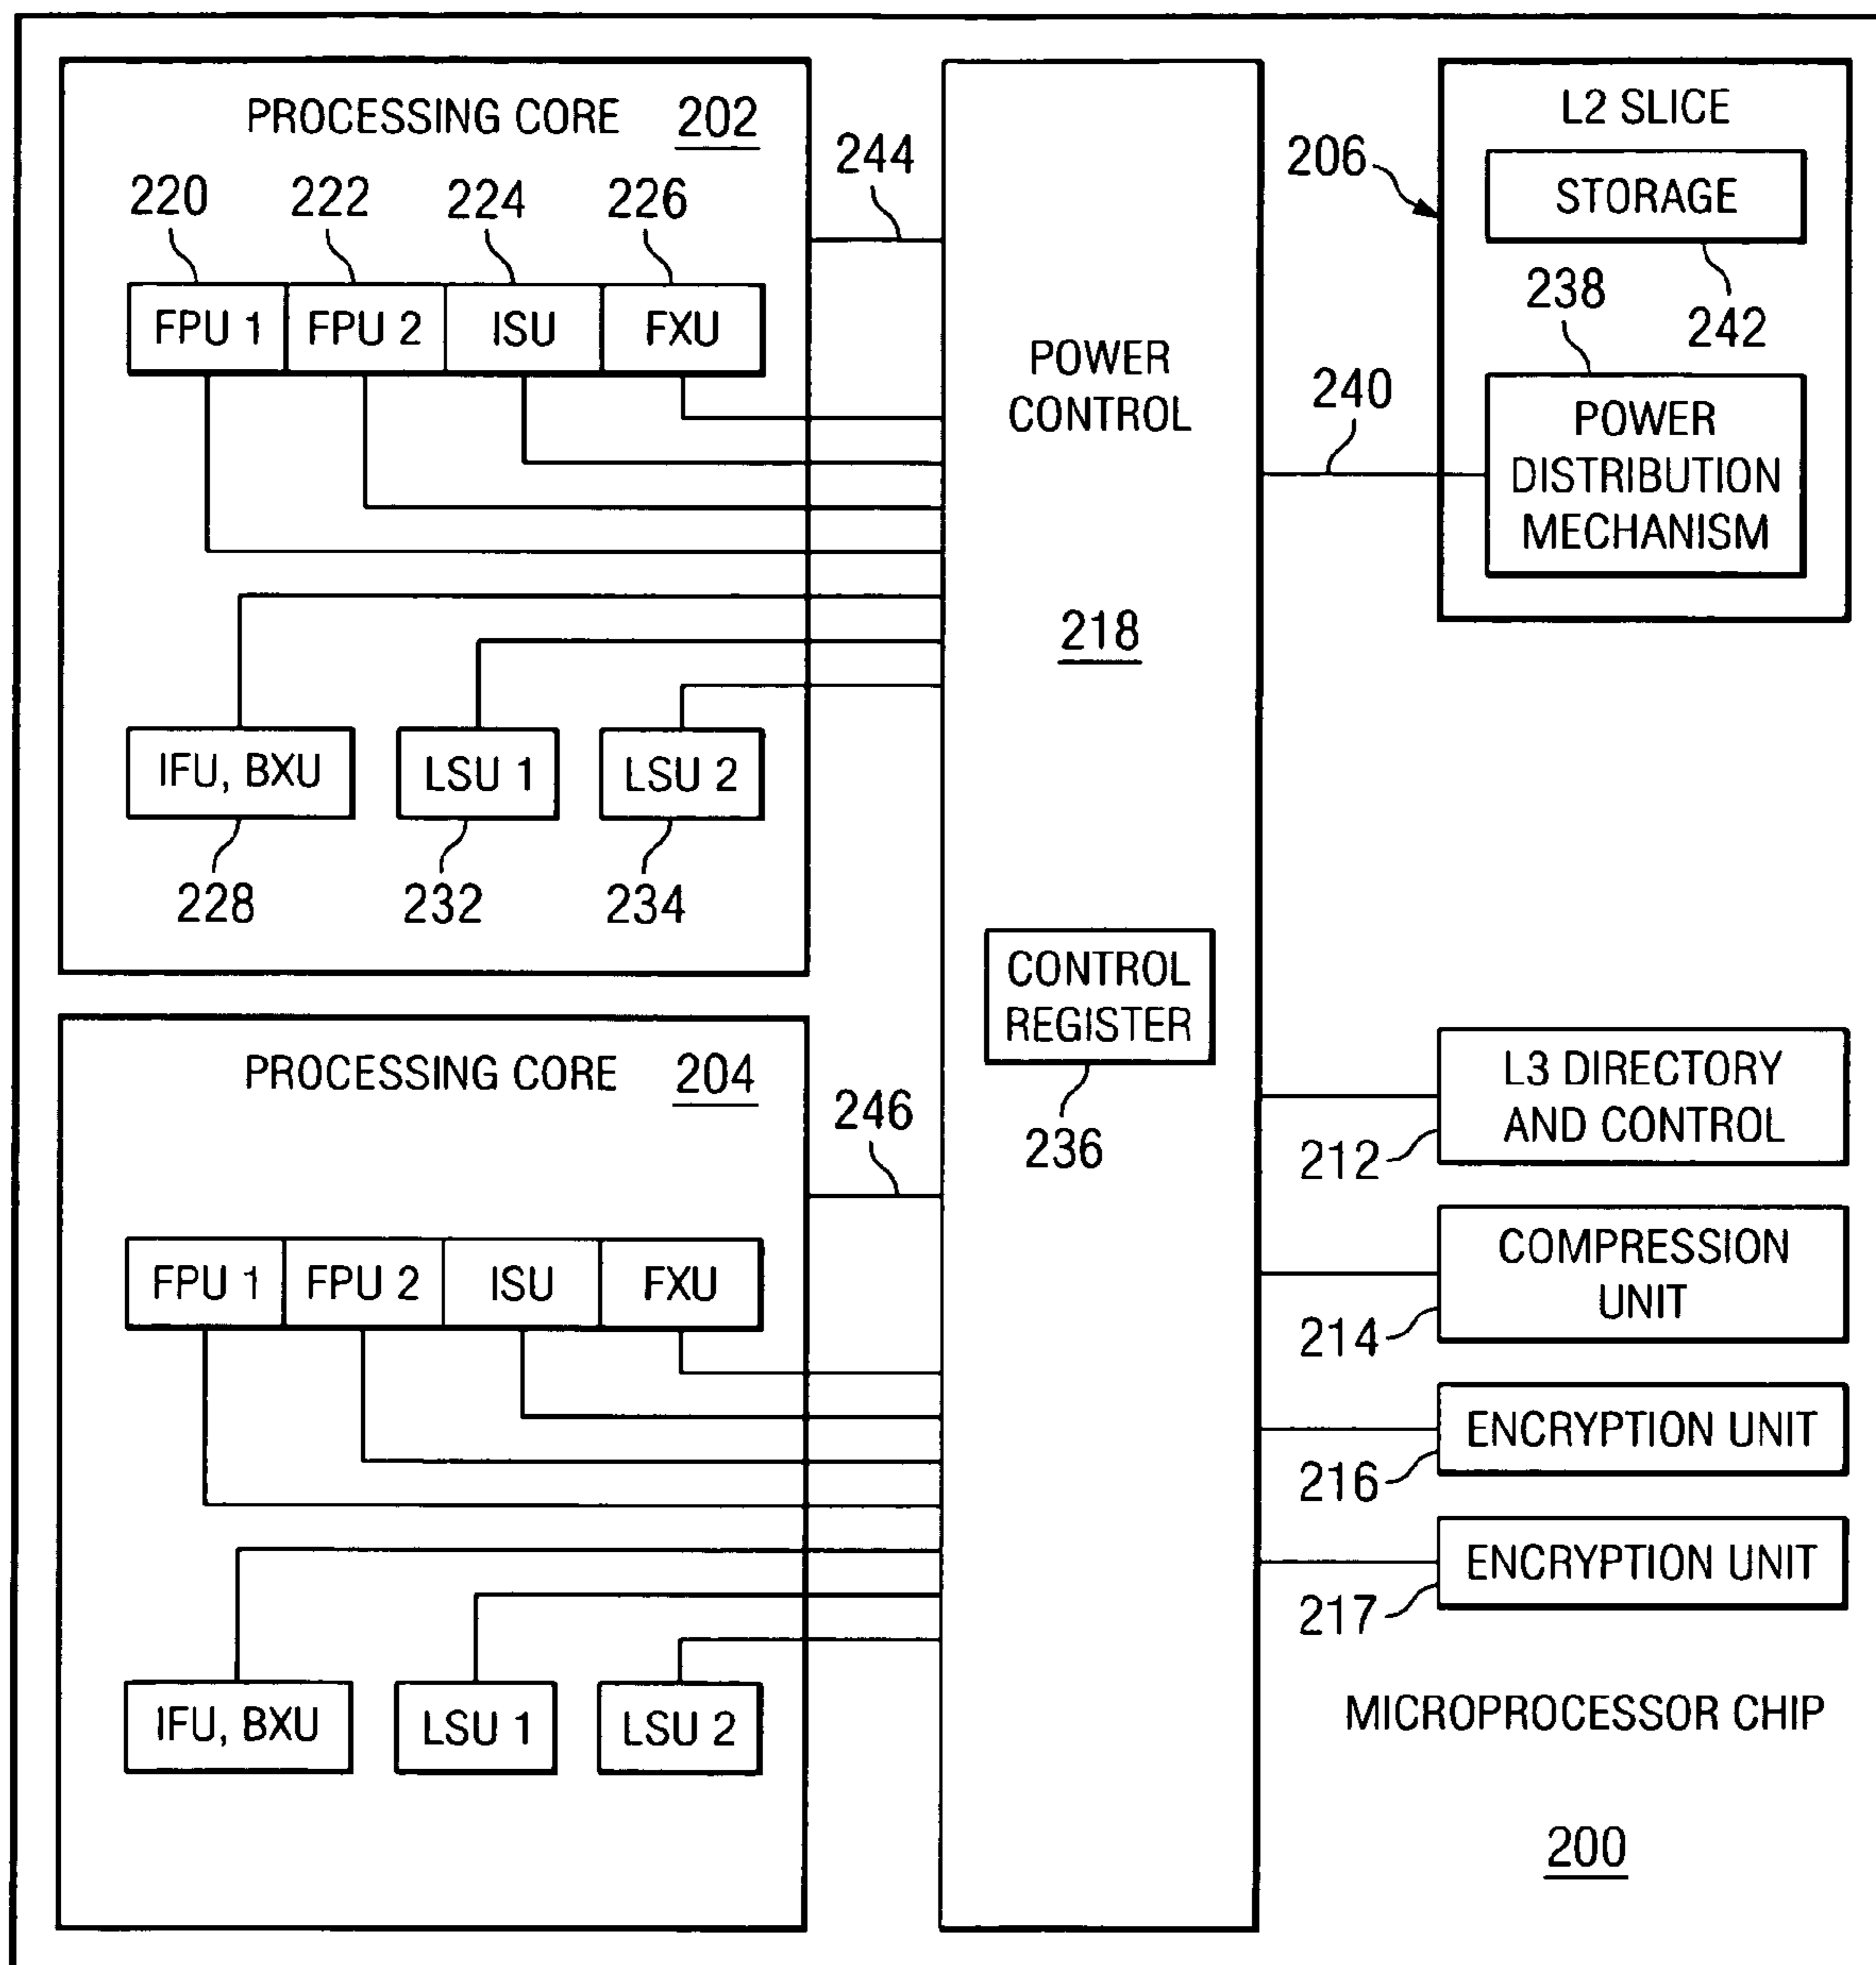 PROCESSING CORE 202
220 222 224 226
FPU 1 FPU 2 ISU FXU
IFU, BXU LSU 1 LSU 2
228 232 234
244
PROCESSING CORE 204
FPU 1 FPU 2 ISU FXU
IFU, BXU LSU 1 LSU 2
246
POWER
CONTROL
218
CONTROL
REGISTER
236
206
L2 SLICE
STORAGE
242
238
240
POWER
DISTRIBUTION
MECHANISM
L3 DIRECTORY
AND CONTROL
212
COMPRESSION
UNIT
214
ENCRYPTION UNIT
216
ENCRYPTION UNIT
217
MICROPROCESSOR CHIP
200